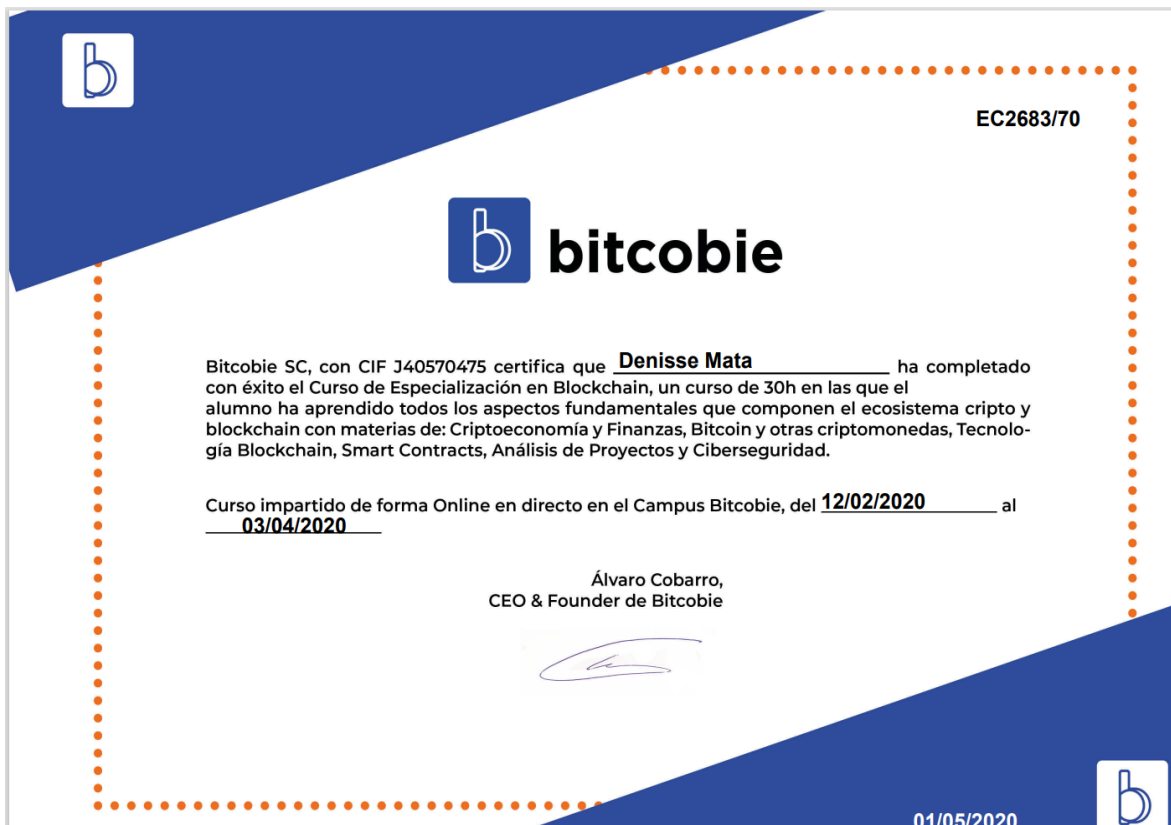 EC2683/70
bitcobie
Bitcobie SC, con CIF J40570475 certifica que Denisse Mata ha completado
con éxito el Curso de Especialización en Blockchain, un curso de 30h en las que el
alumno ha aprendido todos los aspectos fundamentales que componen el ecosistema cripto y
blockchain con materias de: Criptoeconomía y Finanzas, Bitcoin y otras criptomonedas, Tecnolo-
gía Blockchain, Smart Contracts, Análisis de Proyectos y Ciberseguridad.
Curso impartido de forma Online en directo en el Campus Bitcobie, del 12/02/2020 al
03/04/2020
Álvaro Cobarro,
CEO & Founder de Bitcobie
01/05/2020